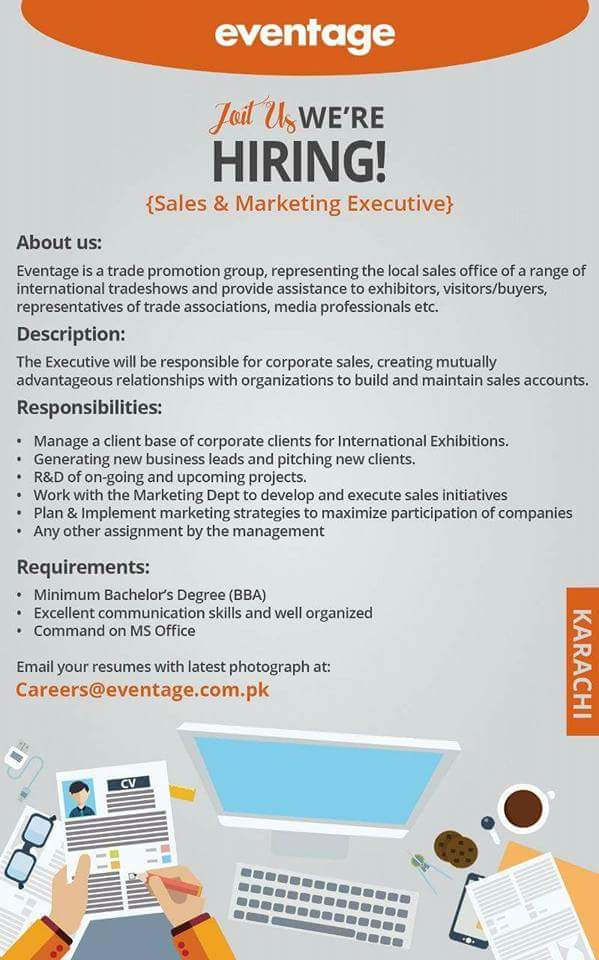 eventage
Joit Us WE'RE
HIRING!
{Sales & Marketing Executive}
About us:
Eventage is a trade promotion group, representing the local sales office of a range of
international tradeshows and provide assistance to exhibitors, visitors/buyers,
representatives of trade associations, media professionals etc.
Description:
The Executive will be responsible for corporate sales, creating mutually
advantageous relationships with organizations to build and maintain sales accounts.
Responsibilities:
• Manage a client base of corporate clients for International Exhibitions.
• Generating new business leads and pitching new clients.
• R&D of on-going and upcoming projects.
• Work with the Marketing Dept to develop and execute sales initiatives
• Plan & Implement marketing strategies to maximize participation of companies
• Any other assignment by the management
Requirements:
• Minimum Bachelor's Degree (BBA)
• Excellent communication skills and well organized
• Command on MS Office
KARACHI
Email your resumes with latest photograph at:
Careers@eventage.com.pk
CV